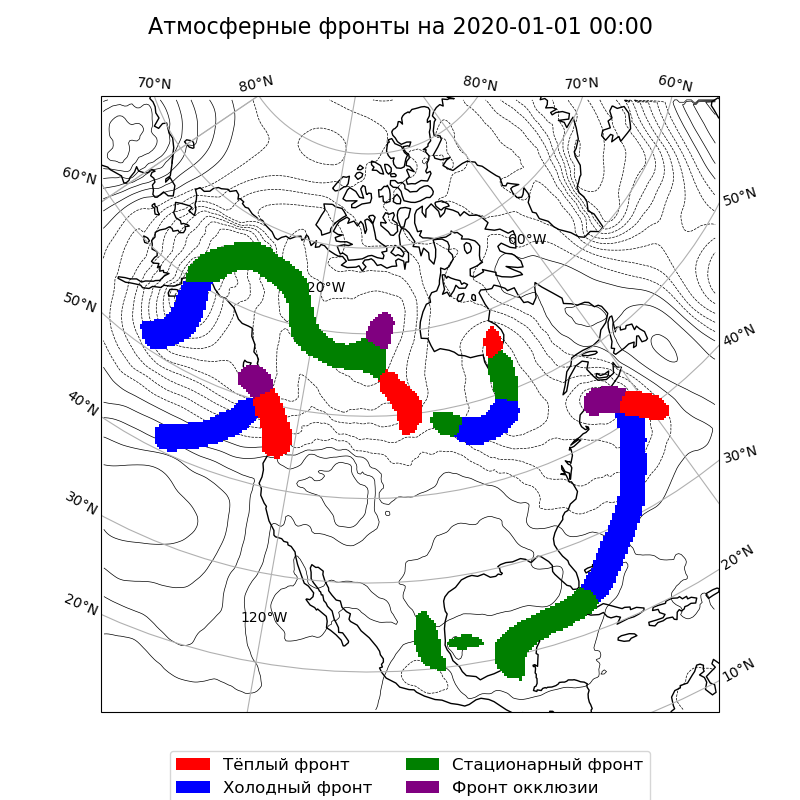 Атмосферные фронты на 2020-01-01 00:00
70°N 80°N 80°N 70°N 60°N
60°N
50°N
60°W
20°W
50°N
40°N
40°N
30°N
30°N
20°N
20°N
120°W
10°N
Тёплый фронт Стационарный фронт
Холодный фронт Фронт окклюзии